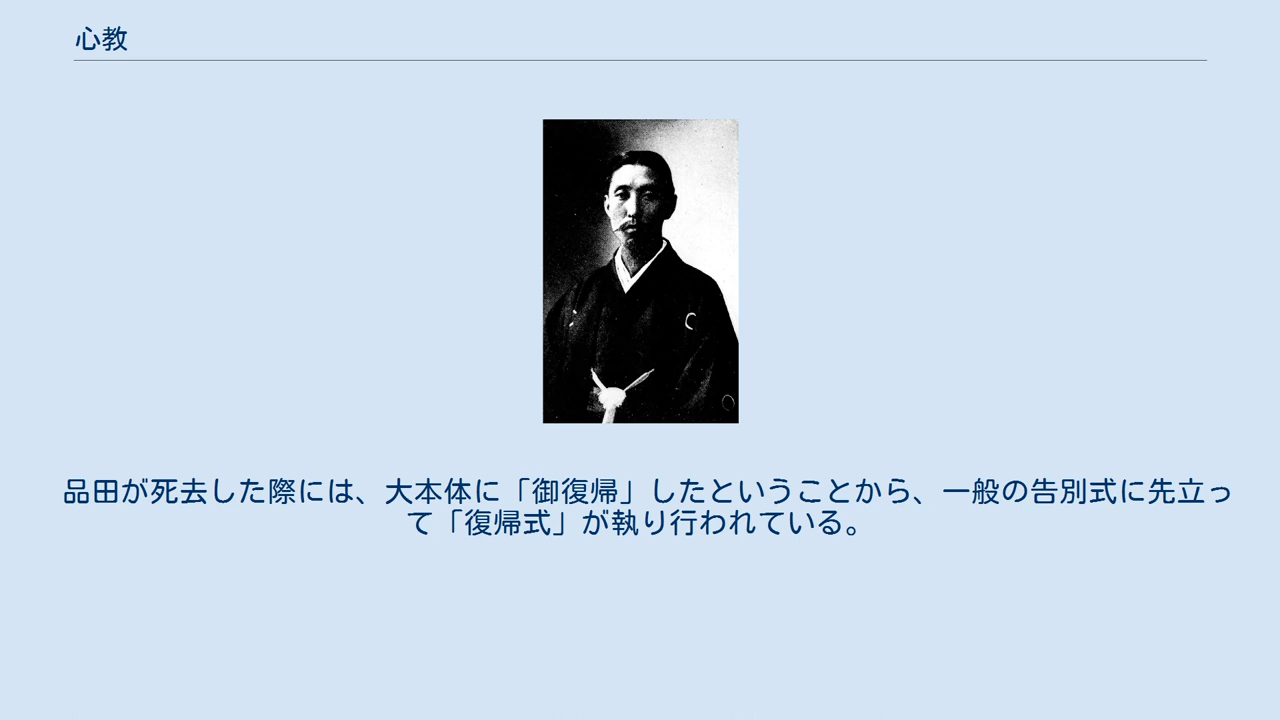 心教
品田が死去した際には、大本体に「御復帰」したということから、一般の告別式に先立っ
て「復帰式」が執り行われている。